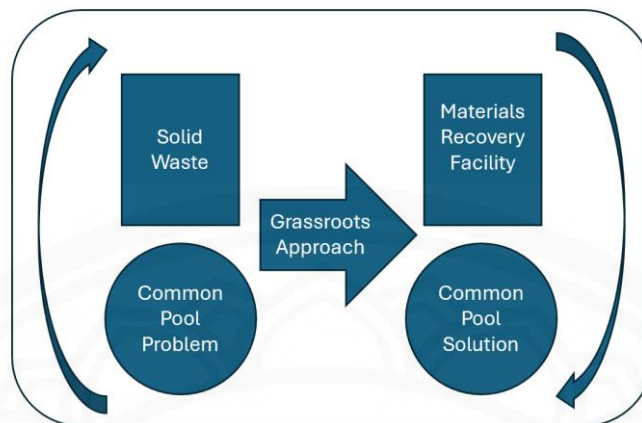 Solid
Waste
Materials
Recovery
Facility
Grassroots
Approach
Common
Pool
Problem
Common
Pool
Solution